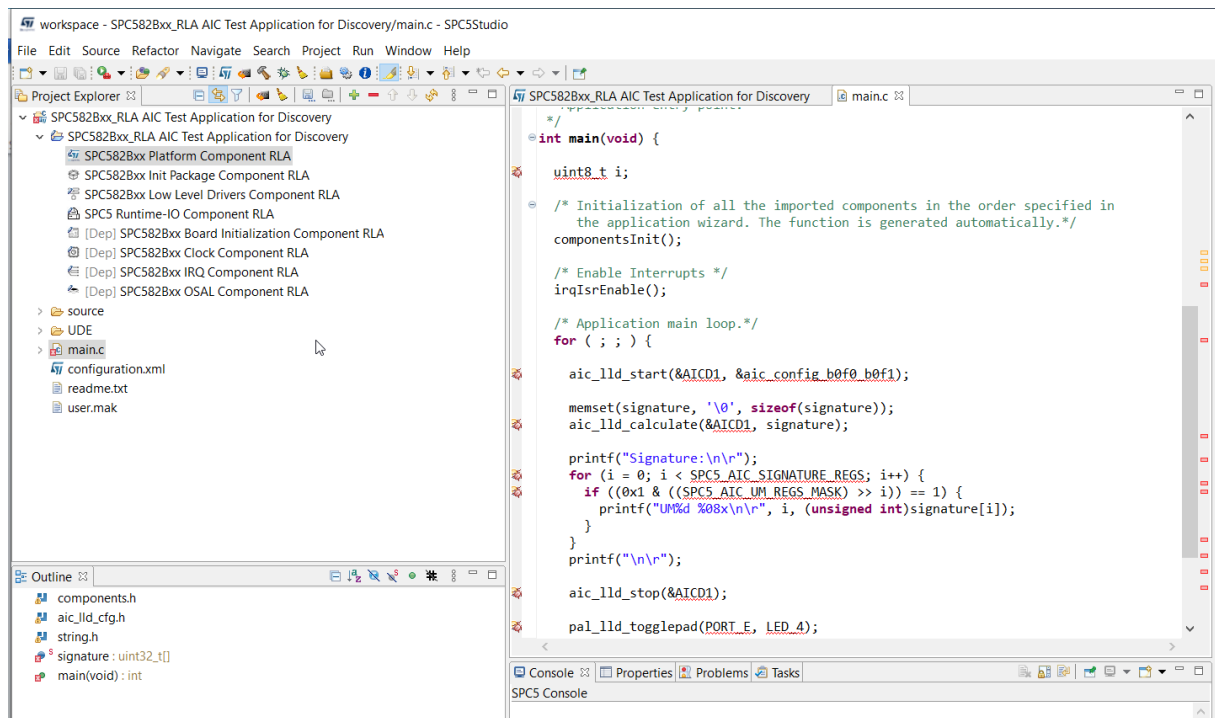 workspace - SPC582Bxx_RLA AIC Test Application for Discovery/main.c - SPC5Studio
File Edit Source Refactor Navigate Search Project Run Window Help
Project Explorer
SPC582Bxx_RLA AIC Test Application for Discovery
SPC582Bxx_RLA AIC Test Application for Discovery
SPC582Bxx Platform Component RLA
SPC582Bxx Init Package Component RLA
SPC582Bxx Low Level Drivers Component RLA
SPC5 Runtime-IO Component RLA
[Dep] SPC582Bxx Board Initialization Component RLA
[Dep] SPC582Bxx Clock Component RLA
[Dep] SPC582Bxx IRQ Component RLA
[Dep] SPC582Bxx OSAL Component RLA
source
UDE
main.c
configuration.xml
readme.txt
user.mak
Outline
components.h
aic_lld_cfg.h
string.h
S signature : uint32_t[]
main(void) : int
SPC582Bxx_RLA AIC Test Application for Discovery main.c
Application entry point.
*/
int main(void) {
uint8_t i;
/* Initialization of all the imported components in the order specified in
the application wizard. The function is generated automatically.*/
componentsInit();
/* Enable Interrupts */
irqIsrEnable();
/* Application main loop.*/
for ( ; ; ) {
aic_lld_start(&AICD1, &aic_config_b0f0_b0f1);
memset(signature, '\0', sizeof(signature));
aic_lld_calculate(&AICD1, signature);
printf("Signature:\n\r");
for (i = 0; i < SPC5_AIC_SIGNATURE_REGS; i++) {
if ((0x1 & ((SPC5_AIC_UM_REGS_MASK) >> i)) == 1) {
printf("UM%d %08x\n\r", i, (unsigned int)signature[i]);
}
}
printf("\n\r");
aic_lld_stop(&AICD1);
pal_lld_togglepad(PORT_E, LED_4);
Console Properties Problems Tasks
SPC5 Console